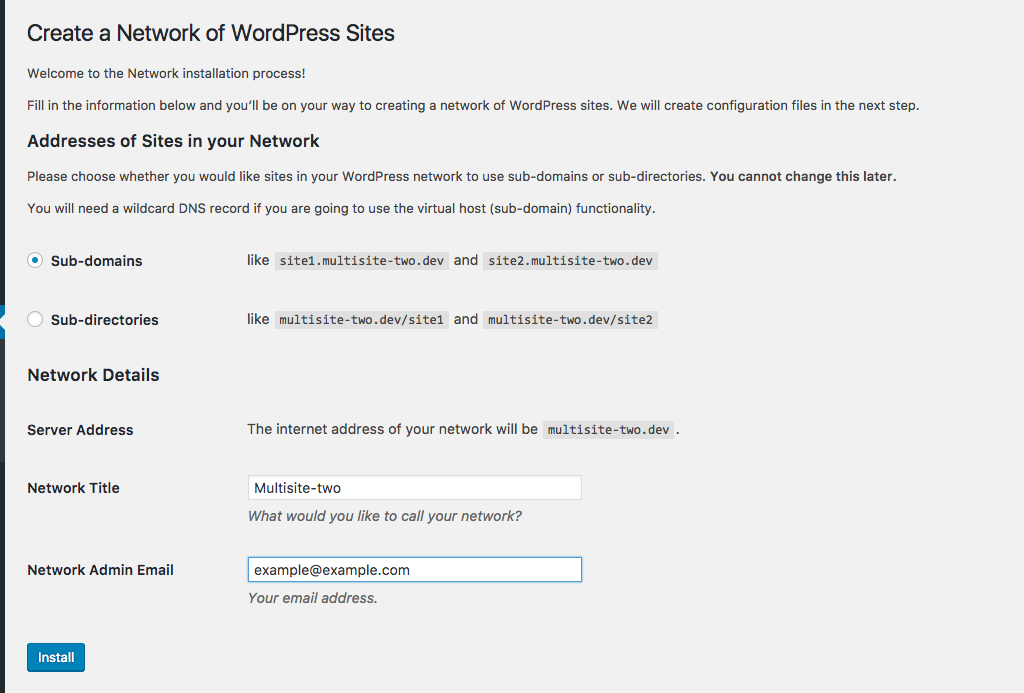 Create a Network of WordPress Sites
Welcome to the Network installation process!
Fill in the information below and you’ll be on your way to creating a network of WordPress sites. We will create configuration files in the next step.
Addresses of Sites in your Network
Please choose whether you would like sites in your WordPress network to use sub-domains or sub-directories. You cannot change this later.
You will need a wildcard DNS record if you are going to use the virtual host (sub-domain) functionality.
Sub-domains like site1.multisite-two.dev and site2.multisite-two.dev
Sub-directories like multisite-two.dev/site1 and multisite-two.dev/site2
Network Details
Server Address The internet address of your network will be multisite-two.dev .
Network Title Multisite-two
What would you like to call your network?
Network Admin Email example@example.com
Your email address.
Install